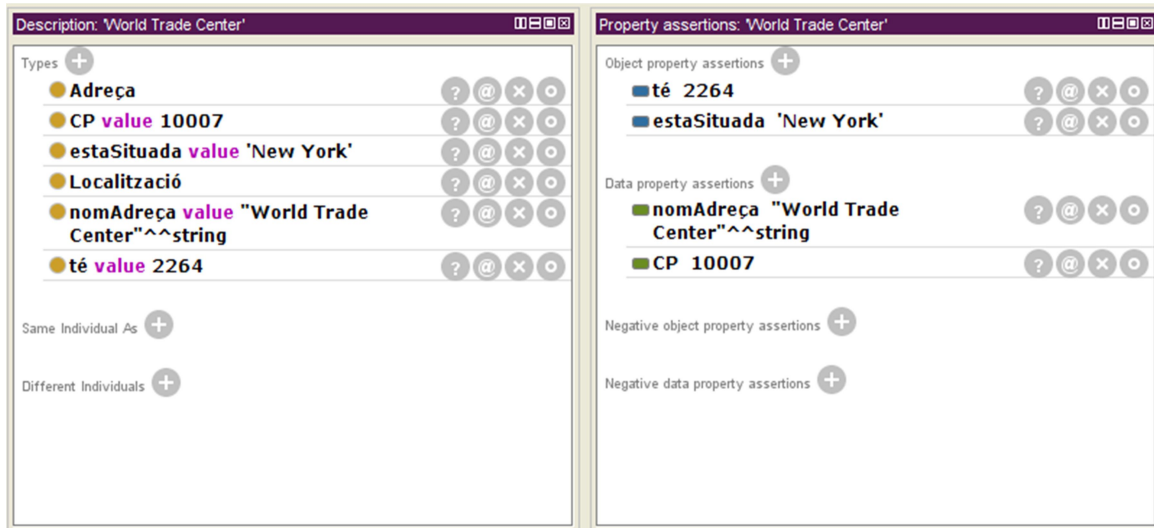 Description: 'World Trade Center'
Types
Adreça
CP value 10007
estaSituada value 'New York'
Localització
nomAdreça value "World Trade
Center"^^string
té value 2264
Same Individual As
Different Individuals
Property assertions: 'World Trade Center'
Object property assertions
té 2264
estaSituada 'New York'
Data property assertions
nomAdreça "World Trade
Center"^^string
CP 10007
Negative object property assertions
Negative data property assertions